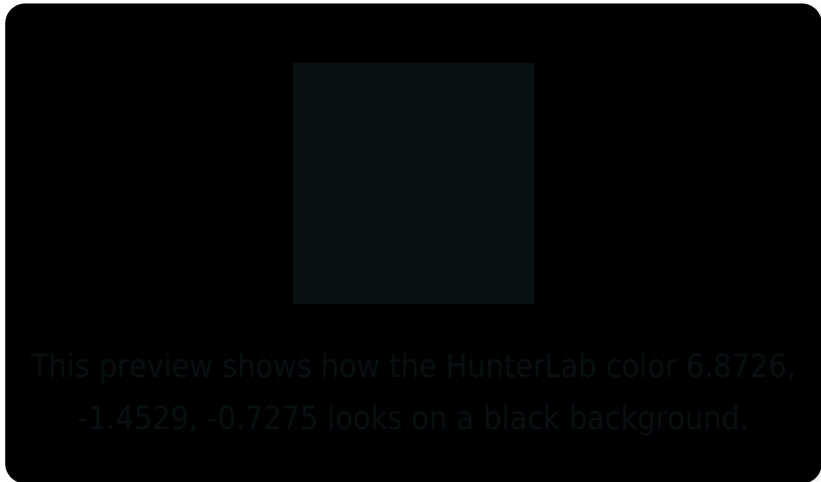 This preview shows how the HunterLab color 6.8726,
-1.4529, -0.7275 looks on a black background.